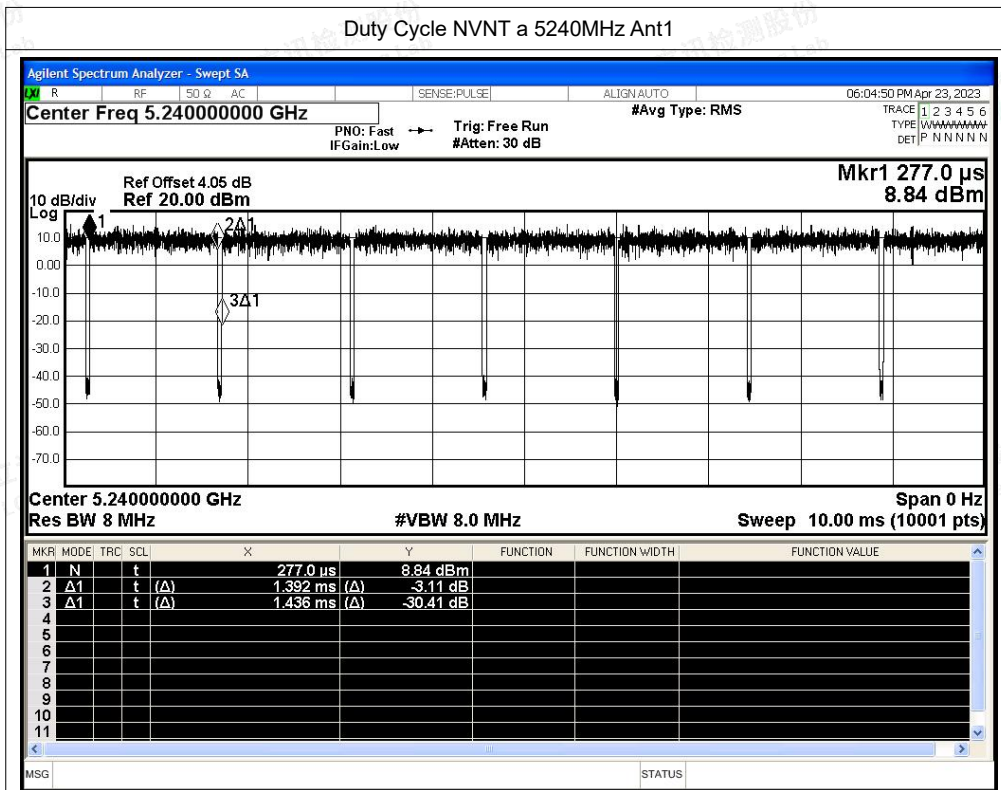 Duty Cycle NVNT a 5240MHz Ant1
Agilent Spectrum Analyzer - Swept SA
LXI R RF 50 Ω AC SENSE:PULSE ALIGN AUTO 06:04:50 PM Apr 23, 2023
Center Freq 5.240000000 GHz #Avg Type: RMS TRACE 1 2 3 4 5 6
PNO: Fast Trig: Free Run TYPE WWWWWW
IFGain:Low #Atten: 30 dB DET P N N N N N
Mkr1 277.0 µs
Ref Offset 4.05 dB
10 dB/div Ref 20.00 dBm 8.84 dBm
Log
1
2Δ1
10.0
0.00
-10.0
3Δ1
-20.0
-30.0
-40.0
-50.0
-60.0
-70.0
Center 5.240000000 GHz Span 0 Hz
Res BW 8 MHz #VBW 8.0 MHz Sweep 10.00 ms (10001 pts)
MKR MODE TRC SCL X Y FUNCTION FUNCTION WIDTH FUNCTION VALUE
1 N t 277.0 µs 8.84 dBm
2 Δ1 t (Δ) 1.392 ms (Δ) -3.11 dB
3 Δ1 t (Δ) 1.436 ms (Δ) -30.41 dB
4
5
6
7
8
9
10
11
MSG STATUS